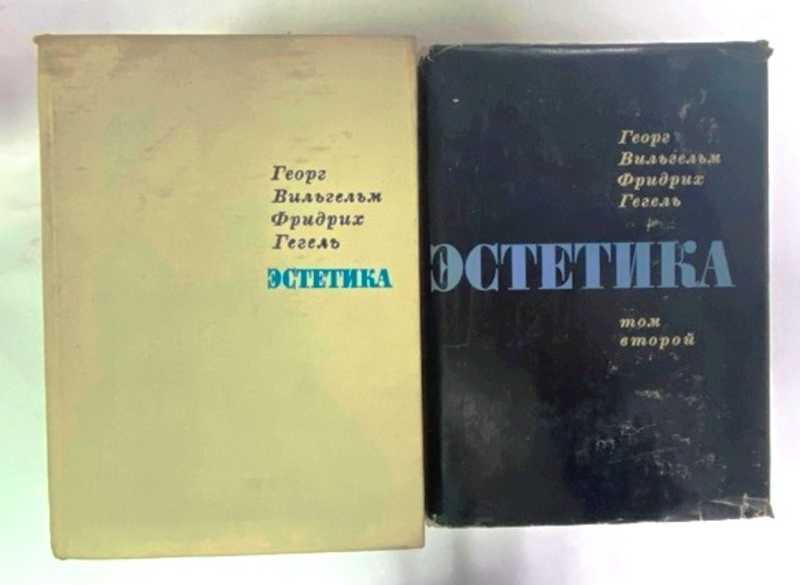 Георг
Вильгельм
Фридрих
Гегель
ЭСТЕТИКА
Георг
Вильгельм
Фридрих
Гегель
ЭСТЕТИКА
том
второй